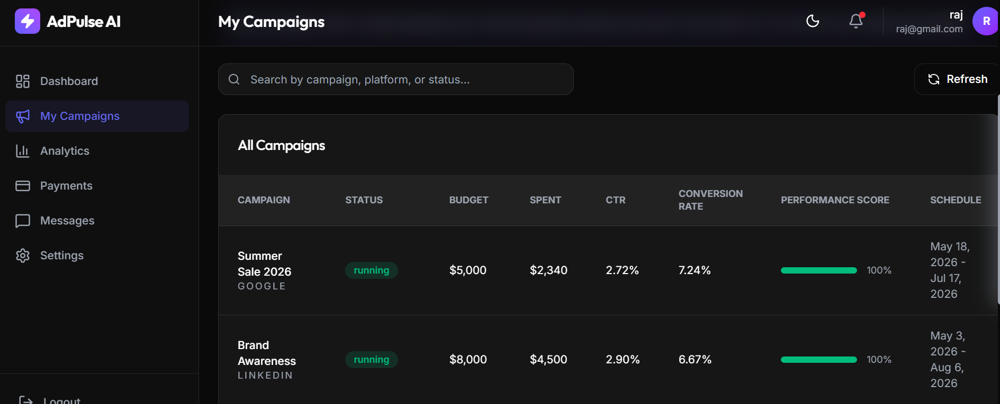 AdPulse AI
My Campaigns
raj
raj@gmail.com
R
Dashboard
My Campaigns
Analytics
Payments
Messages
Settings
Logout
Search by campaign, platform, or status...
Refresh
All Campaigns
CAMPAIGN STATUS BUDGET SPENT CTR CONVERSION RATE PERFORMANCE SCORE SCHEDULE
Summer
Sale 2026
GOOGLE
running $5,000 $2,340 2.72% 7.24% 100%
May 18,
2026 -
Jul 17,
2026
Brand
Awareness
LINKEDIN
running $8,000 $4,500 2.90% 6.67% 100%
May 3,
2026 -
Aug 6,
2026